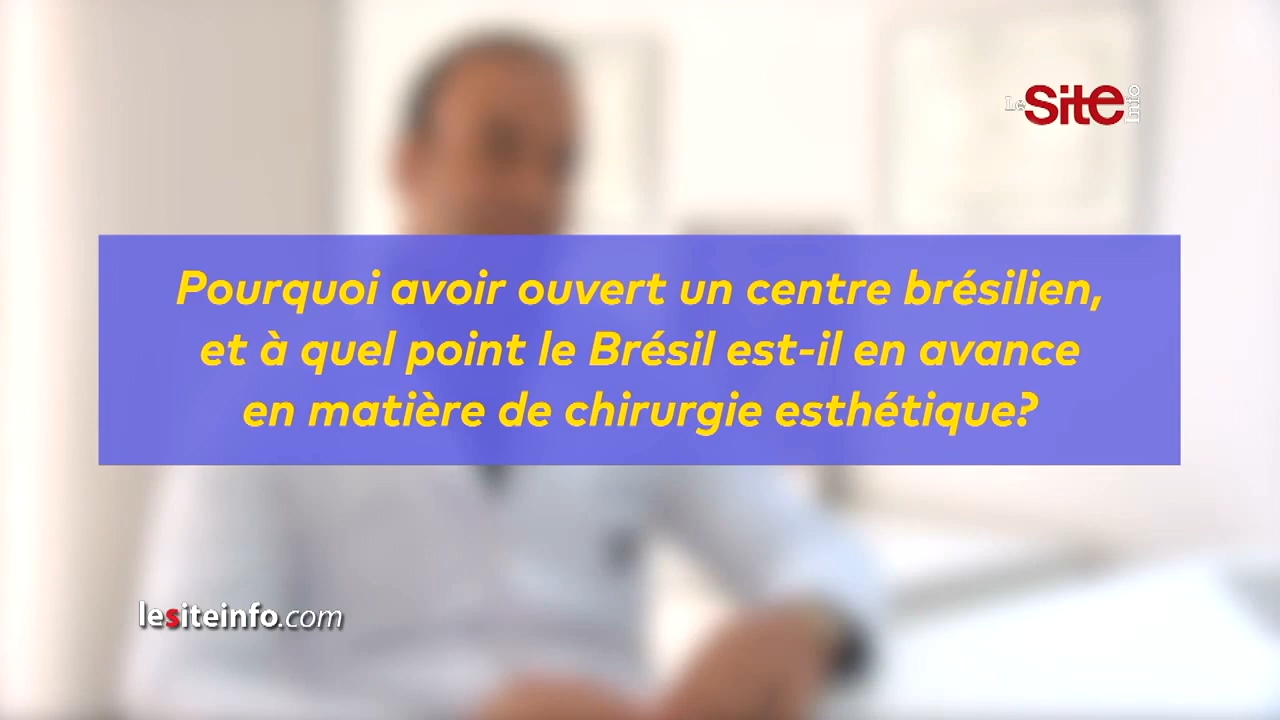 Le Site Info
Pourquoi avoir ouvert un centre brésilien,
et à quel point le Brésil est-il en avance
en matière de chirurgie esthétique?
lesiteinfo.com